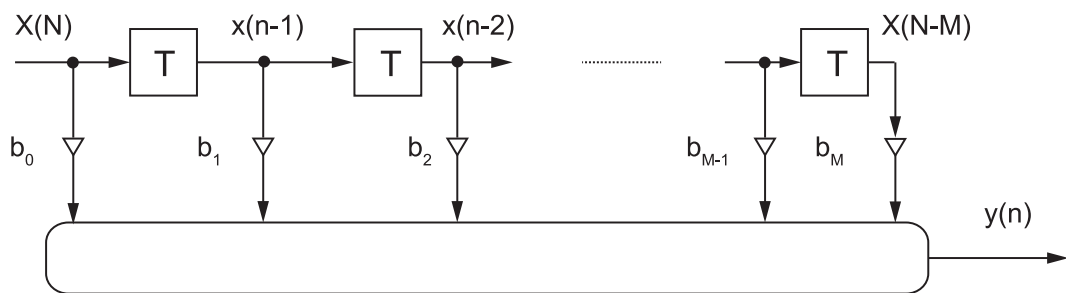 X(N) x(n-1) x(n-2) X(N-M)
T T T
b0 b1 b2 bM-1 bM
y(n)